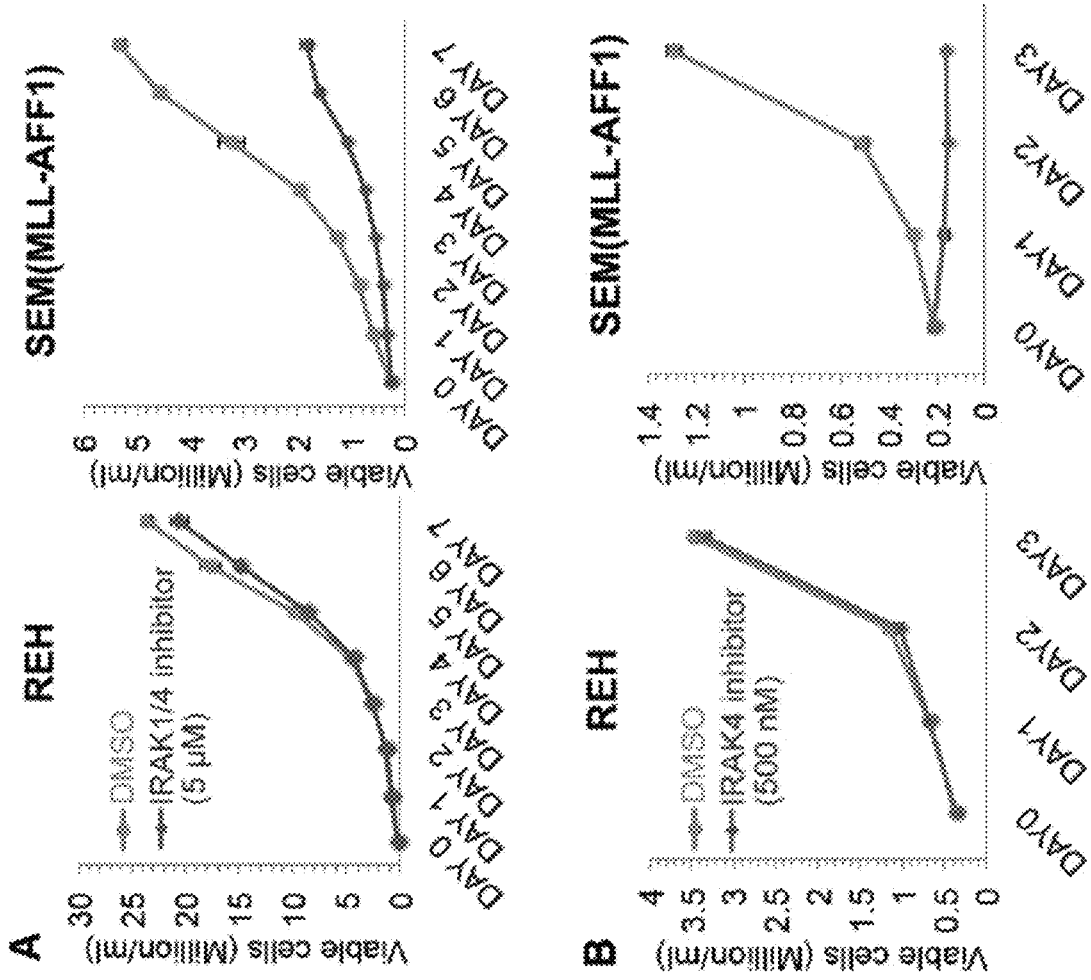 A
REH
SEM(MLL-AFF1)
Viable cells (Million/ml)
30
25
20
15
10
5
0
DMSO
IRAK1/4 inhibitor
(5 µM)
DAY 0
DAY 1
DAY 2
DAY 3
DAY 4
DAY 5
DAY 6
DAY 7
Viable cells (Million/ml)
6
5
4
3
2
1
0
DAY 0
DAY 1
DAY 2
DAY 3
DAY 4
DAY 5
DAY 6
DAY 7
B
REH
SEM(MLL-AFF1)
Viable cells (Million/ml)
4
3.5
3
2.5
2
1.5
1
0.5
0
DMSO
IRAK4 inhibitor
(500 nM)
DAY0
DAY1
DAY2
DAY3
Viable cells (Million/ml)
1.4
1.2
1
0.8
0.6
0.4
0.2
0
DAY0
DAY1
DAY2
DAY3